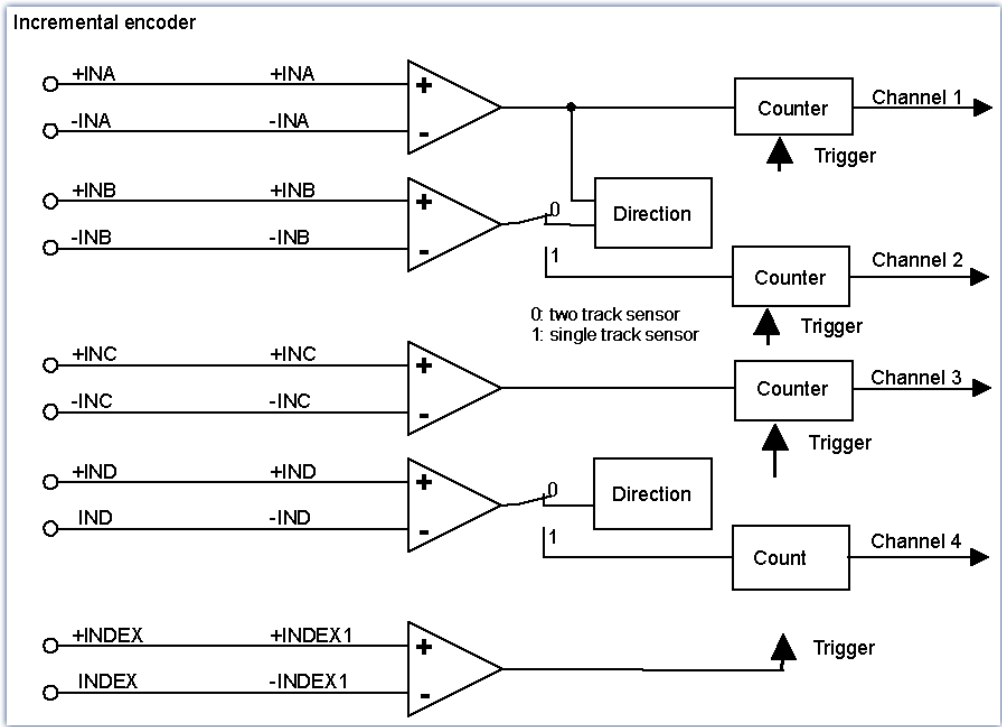 Incremental encoder
+INA +INA
+
Counter
Channel 1
-INA -INA
-
Trigger
+INB +INB
+
0
Direction
-INB -INB
-
1
Counter
Channel 2
0: two track sensor
1: single track sensor
Trigger
+INC +INC
+
Counter
Channel 3
-INC -INC
-
Trigger
+IND +IND
+
0
Direction
IND -IND
-
1
Count
Channel 4
+INDEX +INDEX1
+
Trigger
INDEX -INDEX1
-